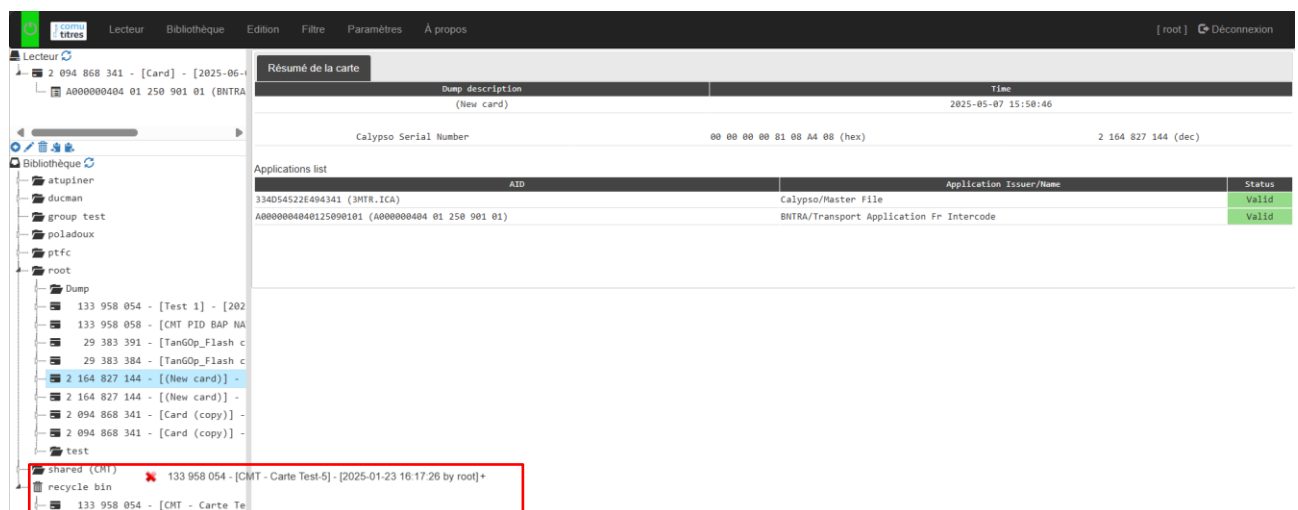 comu titres Lecteur Bibliothèque Edition Filtre Paramètres À propos [ root ] Déconnexion
Lecteur
2 094 868 341 - [Card] - [2025-06-
A000000404 01 250 901 01 (BNTRA
Bibliothèque
atupiner
ducman
group test
poladoux
ptfc
root
Dump
133 958 054 - [Test 1] - [202
133 958 058 - [CMT PID BAP NA
29 383 391 - [TanGOp_Flash c
29 383 384 - [TanGOp_Flash c
2 164 827 144 - [(New card)] -
2 164 827 144 - [(New card)] -
2 094 868 341 - [Card (copy)] -
2 094 868 341 - [Card (copy)] -
test
shared (CMT)
recycle bin
133 958 054 - [CMT - Carte Te
133 958 054 - [CMT - Carte Test-5] - [2025-01-23 16:17:26 by root]+
Résumé de la carte
Dump description Time
(New card) 2025-05-07 15:50:46
Calypso Serial Number 00 00 00 00 81 08 A4 08 (hex) 2 164 827 144 (dec)
Applications list
AID Application Issuer/Name Status
334D54522E494341 (3MTR.ICA) Calypso/Master File Valid
A0000004040125090101 (A000000404 01 250 901 01) BNTRA/Transport Application Fr Intercode Valid